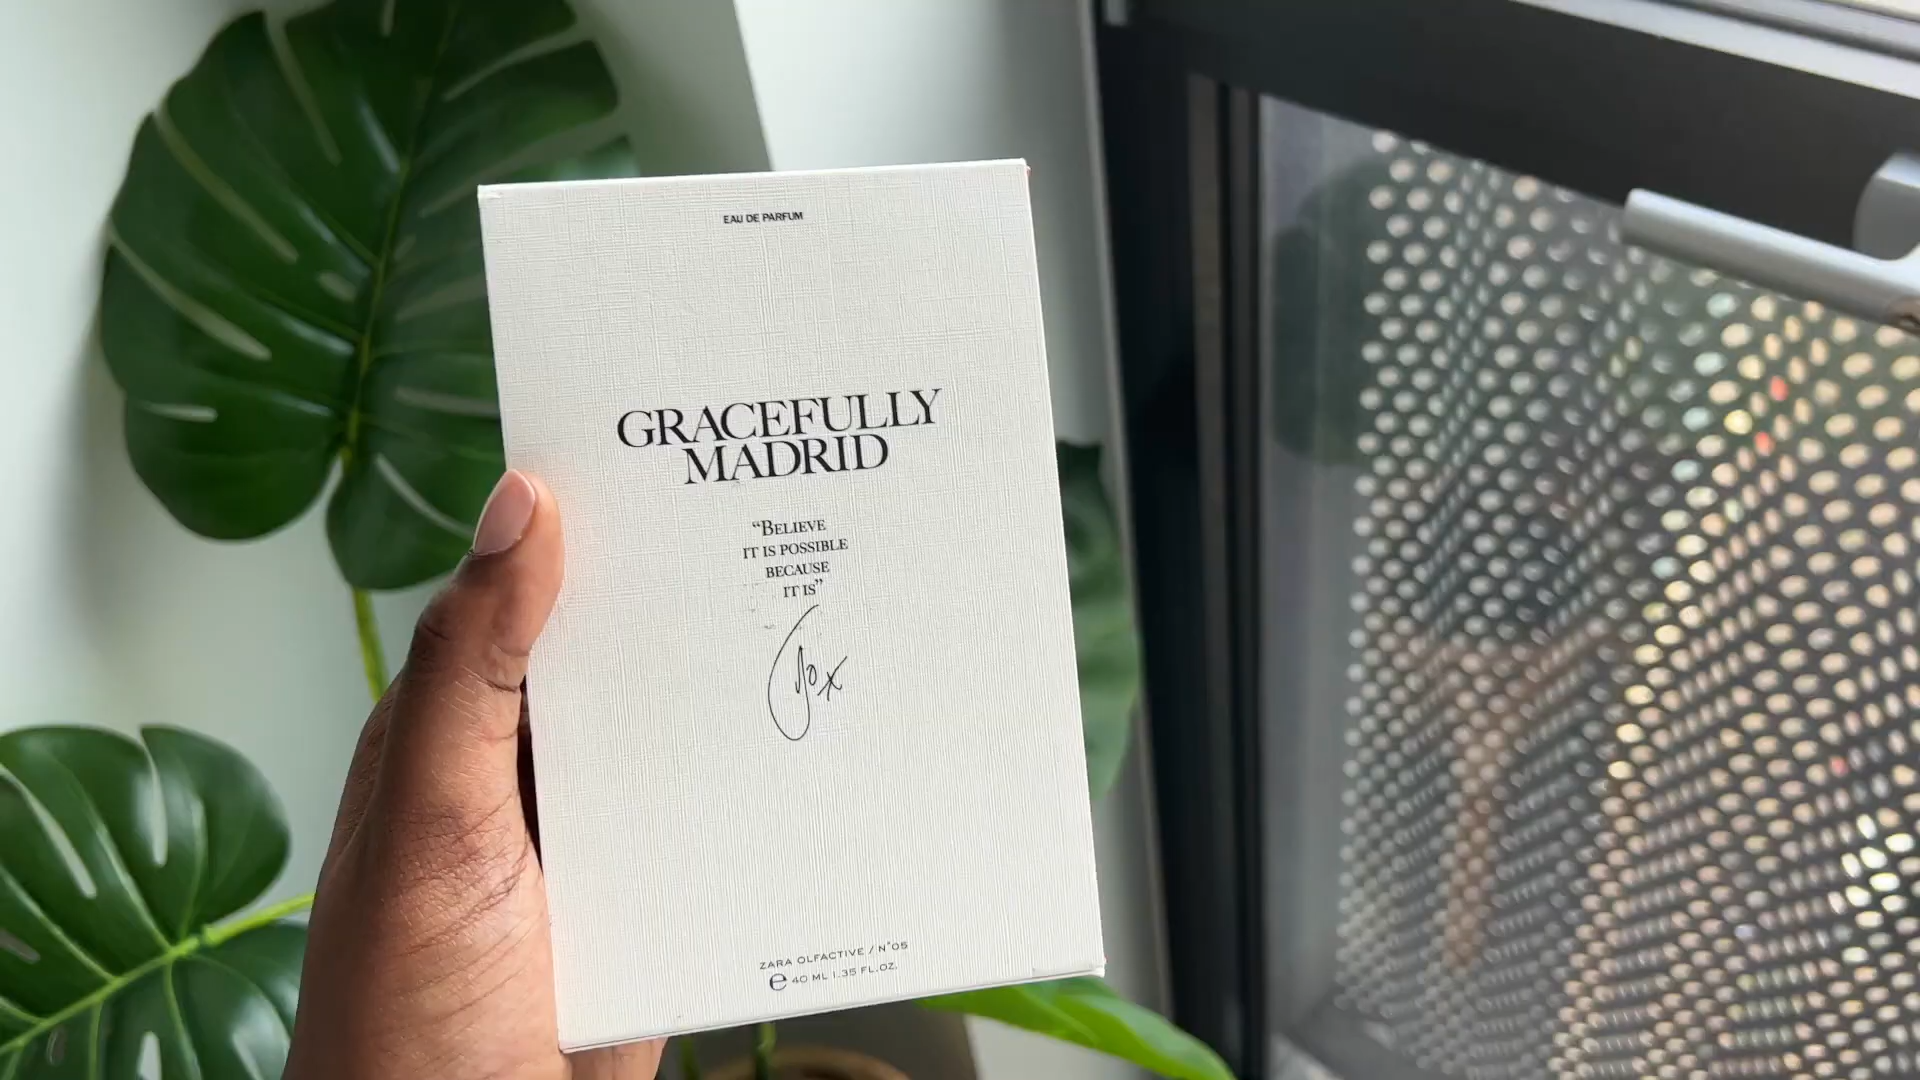 EAU DE PARFUM
GRACEFULLY
MADRID
“BELIEVE
IT IS POSSIBLE
BECAUSE
IT IS”
Jo x
ZARA OLFACTIVE / N°05
℮ 40 ML 1.35 FL.OZ.